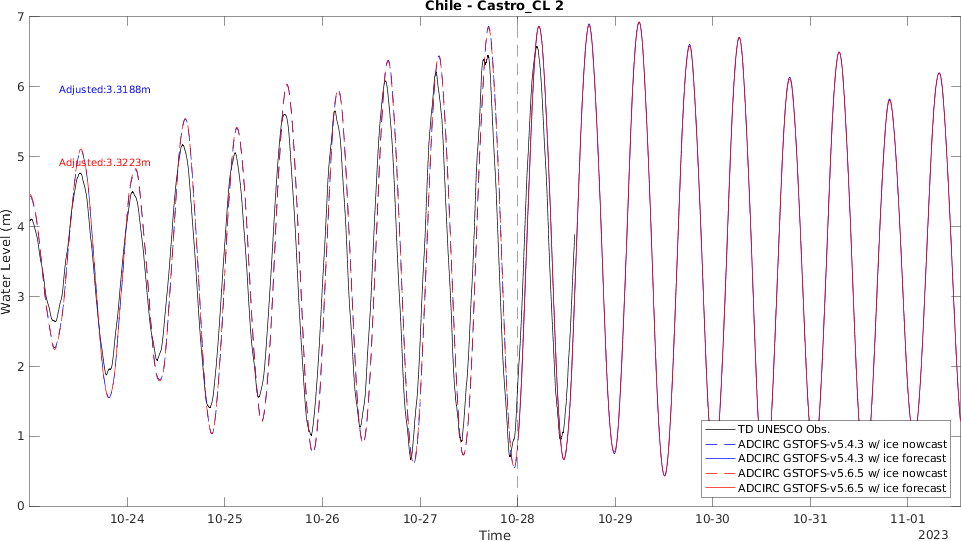 Chile - Castro_CL 2
7
6
5
4
3
2
1
0
Water Level (m)
Adjusted:3.3188m
Adjusted:3.3223m
TD UNESCO Obs.
ADCIRC GSTOFS-v5.4.3 w/ ice nowcast
ADCIRC GSTOFS-v5.4.3 w/ ice forecast
ADCIRC GSTOFS-v5.6.5 w/ ice nowcast
ADCIRC GSTOFS-v5.6.5 w/ ice forecast
10-24 10-25 10-26 10-27 10-28 10-29 10-30 10-31 11-01
Time
2023